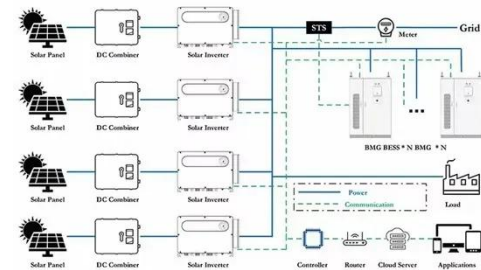 STS
Grid
Meter
Solar Panel
DC Combiner
Solar Inverter
Solar Panel
DC Combiner
Solar Inverter
BMG BESS * N BMG * N
Solar Panel
DC Combiner
Solar Inverter
Power
Communication
Load
Solar Panel
DC Combiner
Solar Inverter
Controller
Router
Cloud Server
Applications